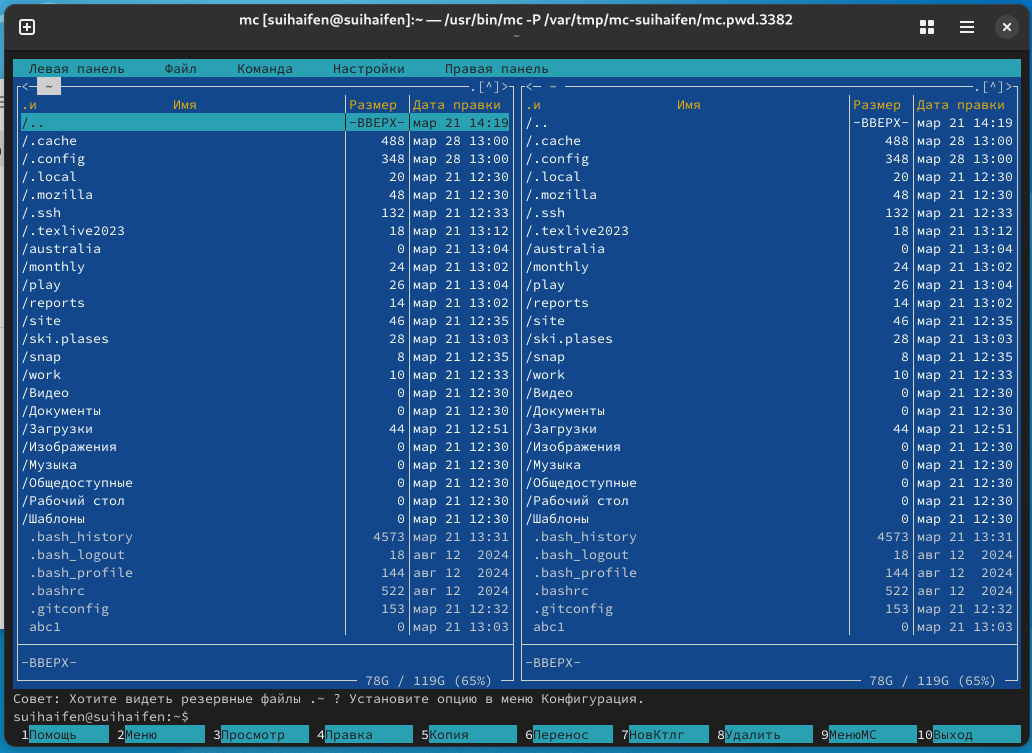 mc [suihaifen@suihaifen]:~ — /usr/bin/mc -P /var/tmp/mc-suihaifen/mc.pwd.3382
~
Левая панель Файл Команда Настройки Правая панель
<─ ~ .[^]> <─ ~ .[^]>
.и Имя Размер Дата правки .и Имя Размер Дата правки
/.. -ВВЕРХ- мар 21 14:19 /.. -ВВЕРХ- мар 21 14:19
/.cache 488 мар 28 13:00 /.cache 488 мар 28 13:00
/.config 348 мар 28 13:00 /.config 348 мар 28 13:00
/.local 20 мар 21 12:30 /.local 20 мар 21 12:30
/.mozilla 48 мар 21 12:30 /.mozilla 48 мар 21 12:30
/.ssh 132 мар 21 12:33 /.ssh 132 мар 21 12:33
/.texlive2023 18 мар 21 13:12 /.texlive2023 18 мар 21 13:12
/australia 0 мар 21 13:04 /australia 0 мар 21 13:04
/monthly 24 мар 21 13:02 /monthly 24 мар 21 13:02
/play 26 мар 21 13:04 /play 26 мар 21 13:04
/reports 14 мар 21 13:02 /reports 14 мар 21 13:02
/site 46 мар 21 12:35 /site 46 мар 21 12:35
/ski.plases 28 мар 21 13:03 /ski.plases 28 мар 21 13:03
/snap 8 мар 21 12:35 /snap 8 мар 21 12:35
/work 10 мар 21 12:33 /work 10 мар 21 12:33
/Видео 0 мар 21 12:30 /Видео 0 мар 21 12:30
/Документы 0 мар 21 12:30 /Документы 0 мар 21 12:30
/Загрузки 44 мар 21 12:51 /Загрузки 44 мар 21 12:51
/Изображения 0 мар 21 12:30 /Изображения 0 мар 21 12:30
/Музыка 0 мар 21 12:30 /Музыка 0 мар 21 12:30
/Общедоступные 0 мар 21 12:30 /Общедоступные 0 мар 21 12:30
/Рабочий стол 0 мар 21 12:30 /Рабочий стол 0 мар 21 12:30
/Шаблоны 0 мар 21 12:30 /Шаблоны 0 мар 21 12:30
.bash_history 4573 мар 21 13:31 .bash_history 4573 мар 21 13:31
.bash_logout 18 авг 12 2024 .bash_logout 18 авг 12 2024
.bash_profile 144 авг 12 2024 .bash_profile 144 авг 12 2024
.bashrc 522 авг 12 2024 .bashrc 522 авг 12 2024
.gitconfig 153 мар 21 12:32 .gitconfig 153 мар 21 12:32
abc1 0 мар 21 13:03 abc1 0 мар 21 13:03
-ВВЕРХ- -ВВЕРХ-
78G / 119G (65%) 78G / 119G (65%)
Совет: Хотите видеть резервные файлы .~ ? Установите опцию в меню Конфигурация.
suihaifen@suihaifen:~$
1Помощь 2Меню 3Просмотр 4Правка 5Копия 6Перенос 7НовКтлг 8Удалить 9МенюMC 10Выход